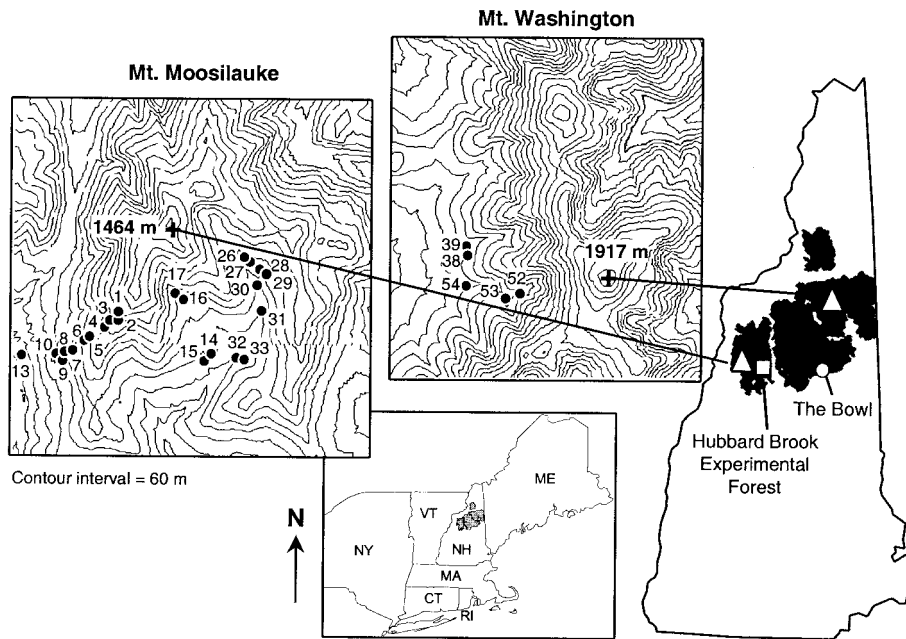 Mt. Washington
Mt. Moosilauke
1464 m
17
26
27
28
29
30
16
31
3
1
4
2
6
10
8
5
13
9
7
14
15
32
33
39
38
54
53
52
1917 m
The Bowl
Hubbard Brook
Experimental
Forest
Contour interval = 60 m
N
ME
VT
NY
NH
MA
CT
RI